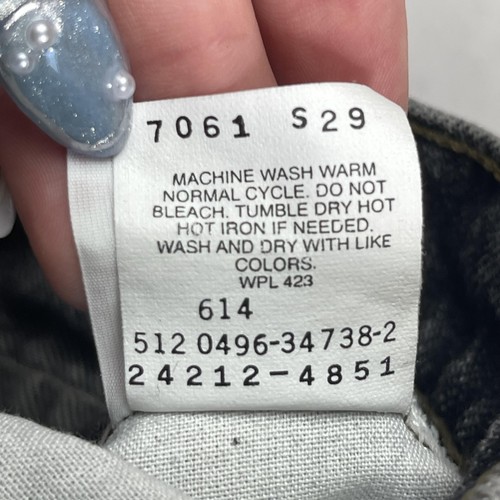 7061 S29
MACHINE WASH WARM
NORMAL CYCLE. DO NOT
BLEACH. TUMBLE DRY HOT
HOT IRON IF NEEDED.
WASH AND DRY WITH LIKE
COLORS.
WPL 423
614
512 0496-34738-2
24212-4851